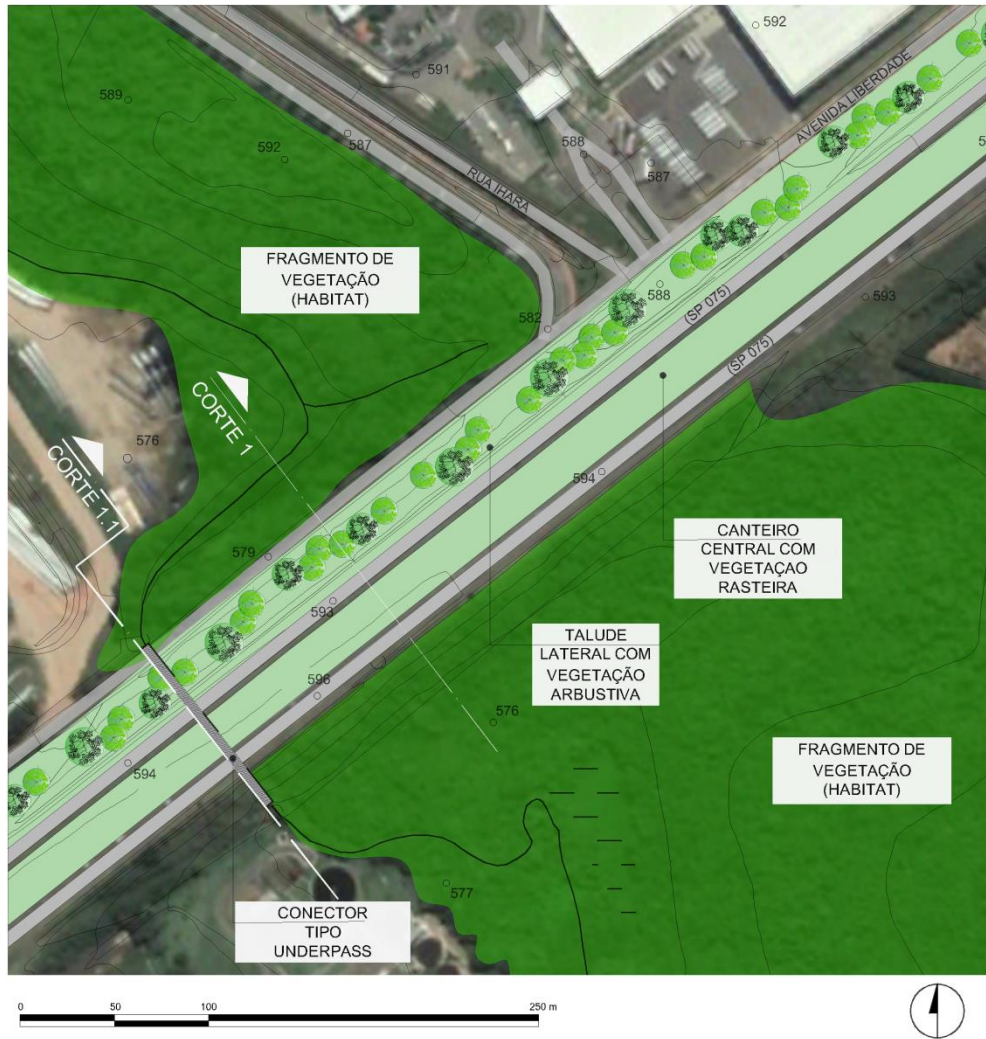 592
591
589
AVENIDA LIBERDADE
592
587
588
587
RUA IHARA
FRAGMENTO DE
VEGETAÇÃO
(HABITAT)
588
(SP 075)
593
582
(SP 075)
CORTE 1
576
CORTE 1.1
594
CANTEIRO
CENTRAL COM
VEGETAÇAO
RASTEIRA
579
593
TALUDE
LATERAL COM
VEGETAÇÃO
ARBUSTIVA
596
576
594
FRAGMENTO DE
VEGETAÇÃO
(HABITAT)
577
CONECTOR
TIPO
UNDERPASS
0 50 100 250 m